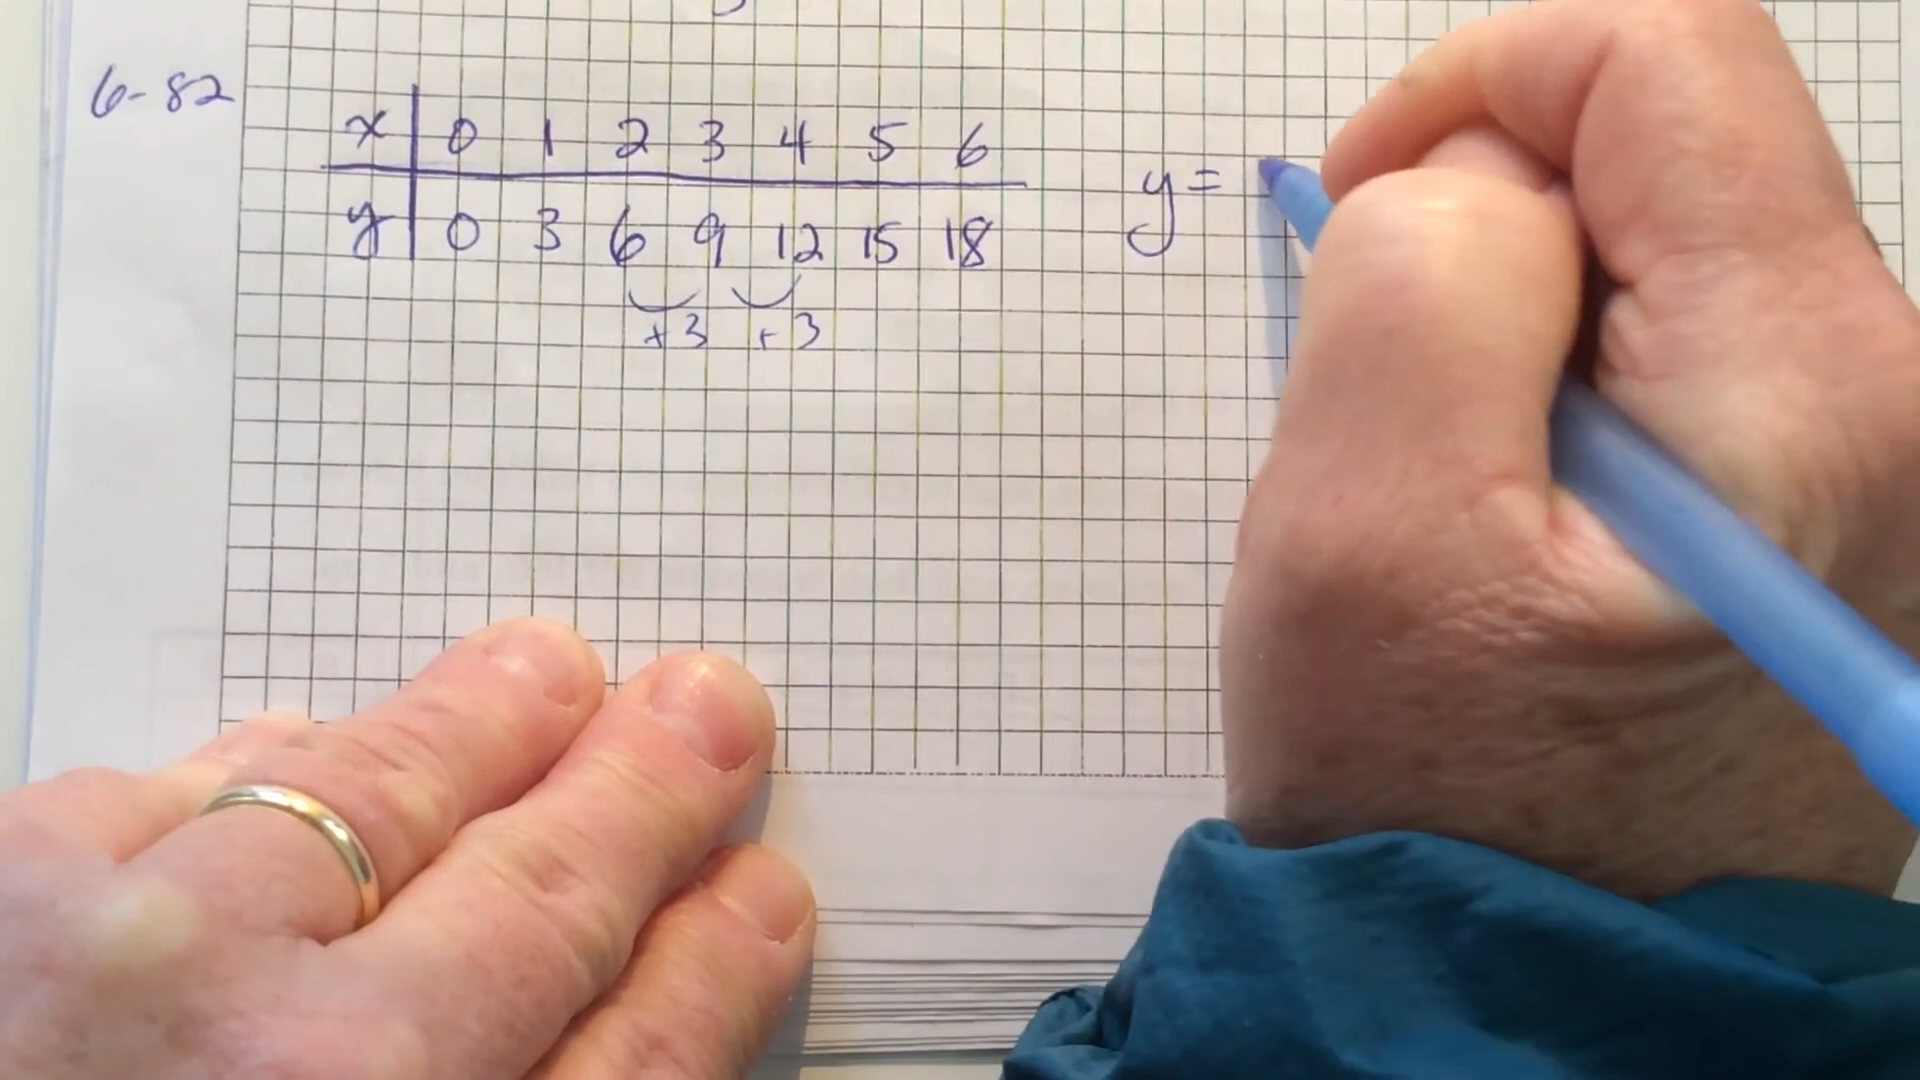 6-82
x 0 1 2 3 4 5 6
y 0 3 6 9 12 15 18
+3 +3
y =